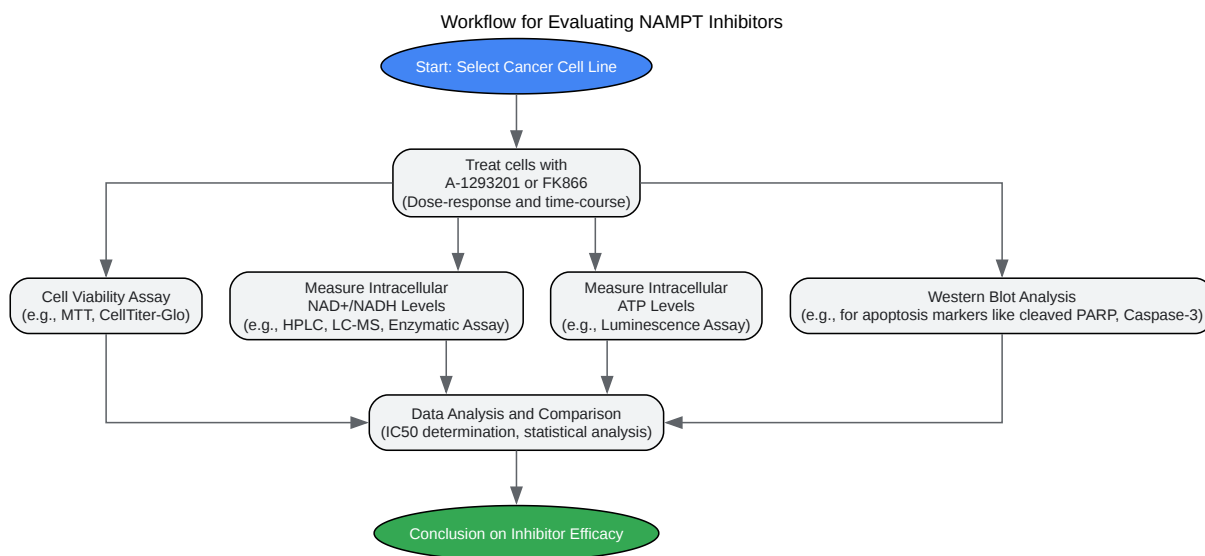 Workflow for Evaluating NAMPT Inhibitors
Start: Select Cancer Cell Line
Treat cells with
A-1293201 or FK866
(Dose-response and time-course)
Cell Viability Assay
(e.g., MTT, CellTiter-Glo)
Measure Intracellular
NAD+/NADH Levels
(e.g., HPLC, LC-MS, Enzymatic Assay)
Measure Intracellular
ATP Levels
(e.g., Luminescence Assay)
Western Blot Analysis
(e.g., for apoptosis markers like cleaved PARP, Caspase-3)
Data Analysis and Comparison
(IC50 determination, statistical analysis)
Conclusion on Inhibitor Efficacy